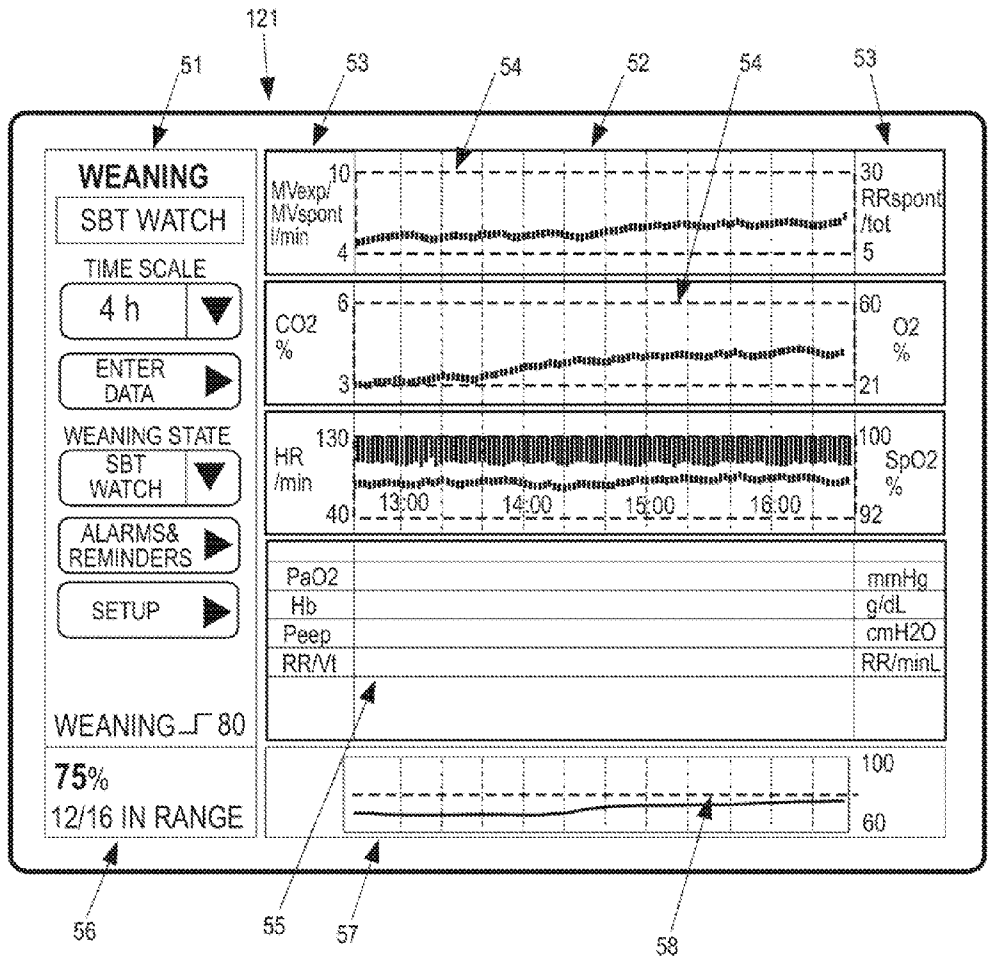 121
51
53
54
52
54
53
WEANING
SBT WATCH
TIME SCALE
4 h
ENTER
DATA
WEANING STATE
SBT
WATCH
ALARMS&
REMINDERS
SETUP
WEANING 80
75%
12/16 IN RANGE
10
MVexp/
MVspont
l/min
4
30
RRspont
/tot
5
6
CO2
%
3
60
O2
%
21
130
HR
/min
40
13:00 14:00 15:00 16:00
100
SpO2
%
92
PaO2 mmHg
Hb g/dL
Peep cmH2O
RR/Vt RR/minL
100
60
56
55
57
58